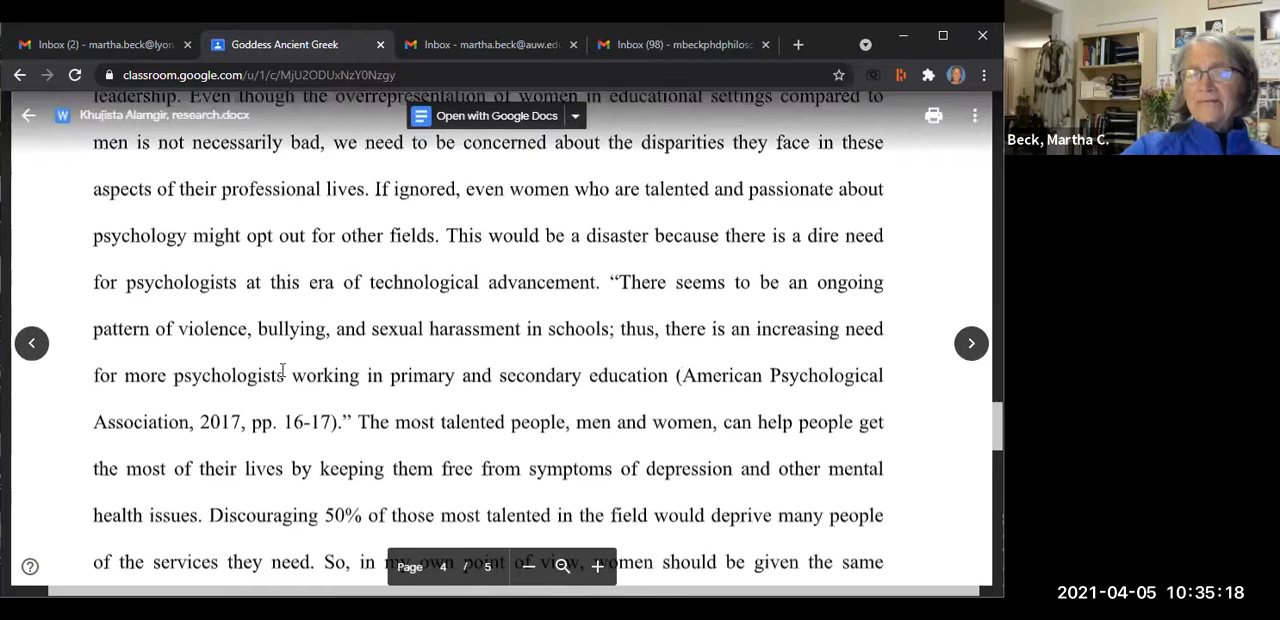 Inbox (2) - martha.beck@lyon
Goddess Ancient Greek
Inbox - martha.beck@auw.edu
Inbox (98) - mbeckphdphilosc
classroom.google.com/u/1/c/MjU2ODUxNzY0Nzgy
Khujista Alamgir, research.docx
Open with Google Docs
leadership. Even though the overrepresentation of women in educational settings compared to
men is not necessarily bad, we need to be concerned about the disparities they face in these
aspects of their professional lives. If ignored, even women who are talented and passionate about
psychology might opt out for other fields. This would be a disaster because there is a dire need
for psychologists at this era of technological advancement. “There seems to be an ongoing
pattern of violence, bullying, and sexual harassment in schools; thus, there is an increasing need
for more psychologists working in primary and secondary education (American Psychological
Association, 2017, pp. 16-17).” The most talented people, men and women, can help people get
the most of their lives by keeping them free from symptoms of depression and other mental
health issues. Discouraging 50% of those most talented in the field would deprive many people
of the services they need. So, in my own point of view, women should be given the same
Page 4 / 5
Beck, Martha C.
2021-04-05 10:35:18